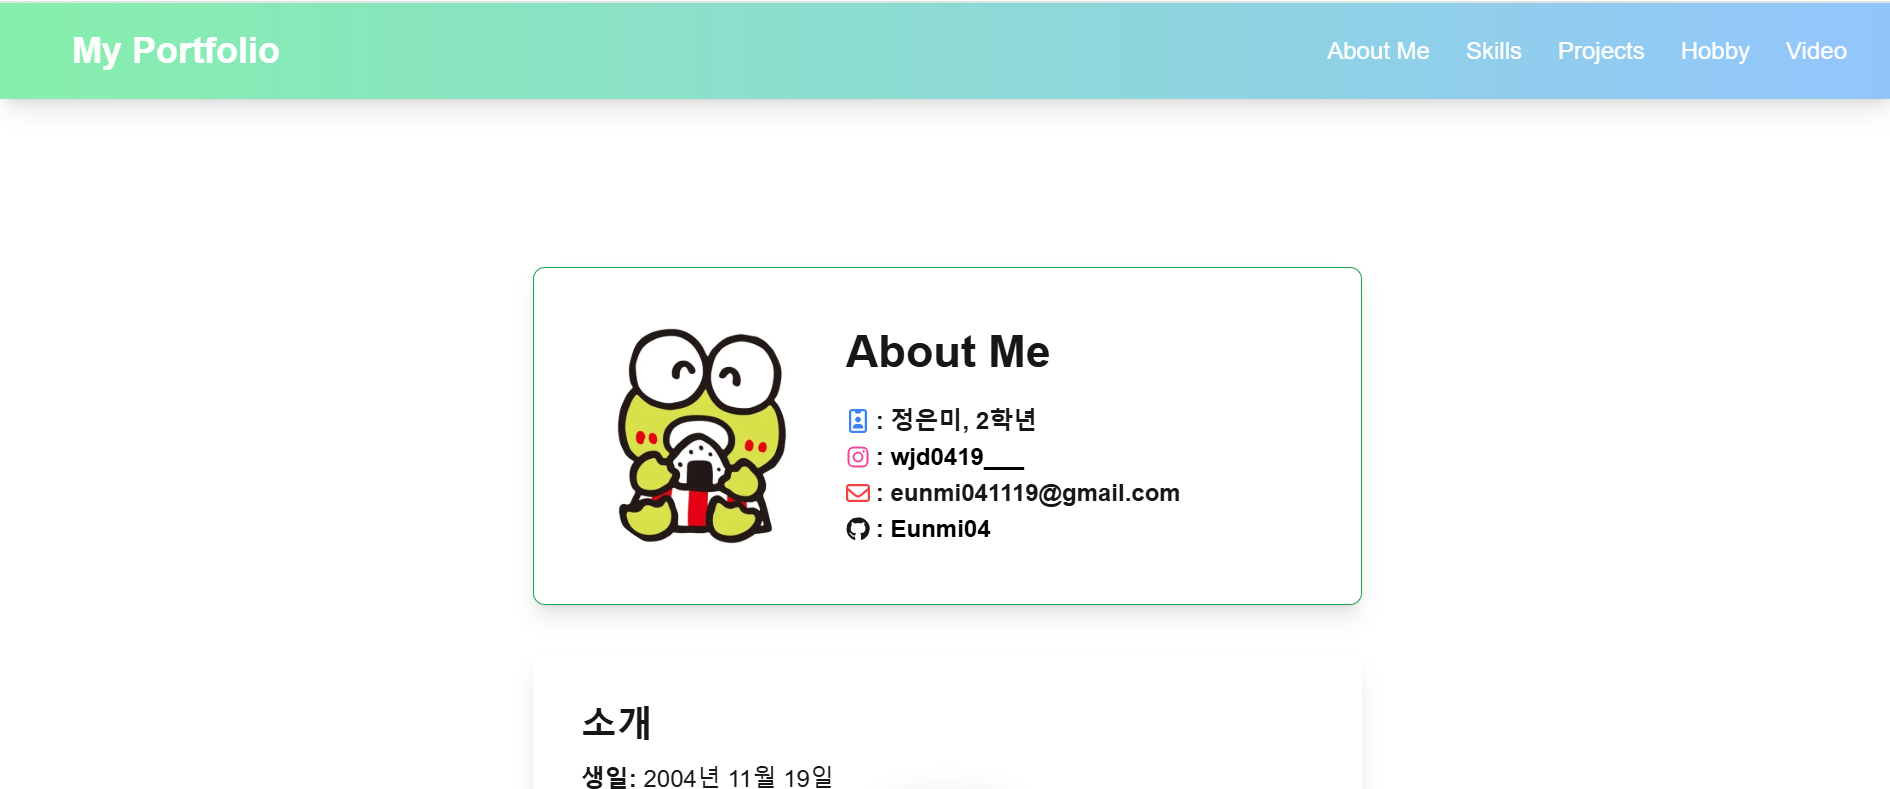 My Portfolio
About Me Skills Projects Hobby Video
About Me
: 정은미, 2학년
: wjd0419___
: eunmi041119@gmail.com
: Eunmi04
소개
생일: 2004년 11월 19일